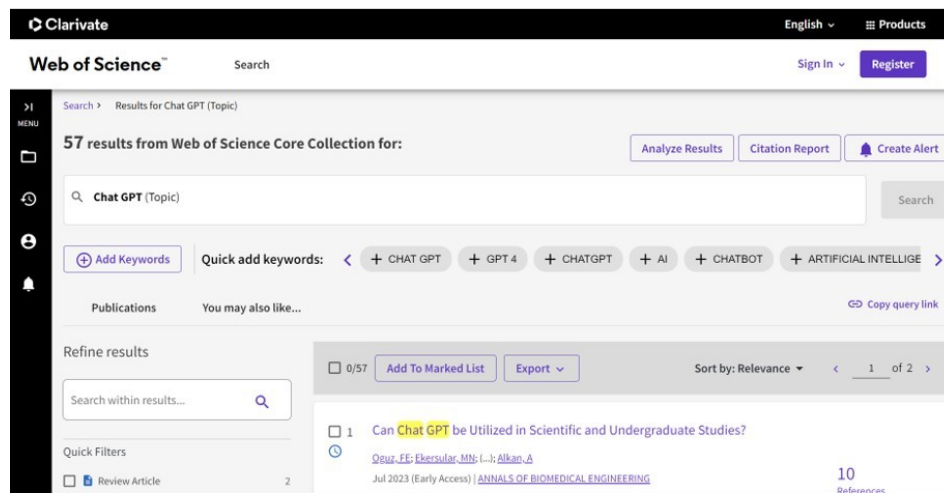 Clarivate English Products
Web of Science™ Search Sign In Register
MENU
Search > Results for Chat GPT (Topic)
57 results from Web of Science Core Collection for:
Analyze Results Citation Report Create Alert
Chat GPT (Topic) Search
Add Keywords Quick add keywords: + CHAT GPT + GPT 4 + CHATGPT + AI + CHATBOT + ARTIFICIAL INTELLIGE
Publications You may also like... Copy query link
Refine results
0/57 Add To Marked List Export Sort by: Relevance < 1 of 2 >
Search within results...
1 Can Chat GPT be Utilized in Scientific and Undergraduate Studies?
Quick Filters
Oguz, FE; Ekersular, MN; (...); Alkan, A
Jul 2023 (Early Access) | ANNALS OF BIOMEDICAL ENGINEERING
10
References
Review Article 2